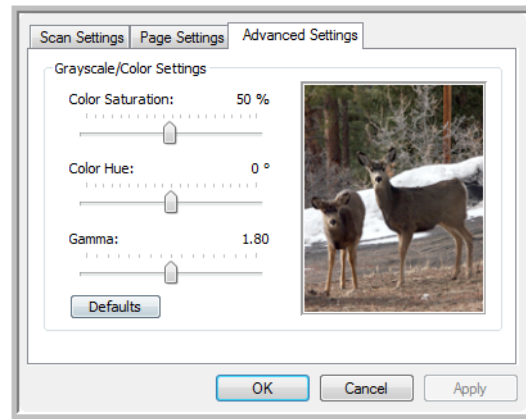 Scan Settings Page Settings Advanced Settings
Grayscale/Color Settings
Color Saturation: 50 %
Color Hue: 0 °
Gamma: 1.80
Defaults
OK Cancel Apply